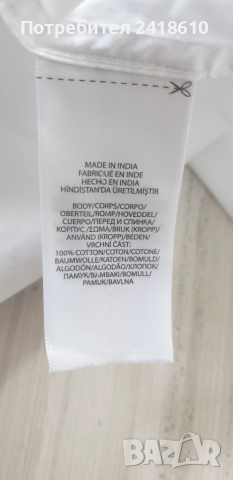 Потребител 2418610
MADE IN INDIA
FABRIQUÉ EN INDE
HECHO EN INDIA
HİNDİSTAN'DA ÜRETİLMİŞTİR
BODY/CORPS/CORPO/
OBERTEIL/ROMP/HOVEDDEL/
CUERPO/ПЕРЕД И СПИНКА/
КОРПУС/ΣΩΜΑ/BRUK (KROPP)/
ANVÄND (KROPP)/BEDEN/
VRCHNÍ ČÁST:
100% COTTON/COTON/COTONE/
BAUMWOLLE/KATOEN/BOMULD/
ALGODÓN/ALGODÃO/ХЛОПОК/
ПАМУК/ΒΑΜΒΑΚΙ/BOMULL/
PAMUK/BAVLNA
BAZAR